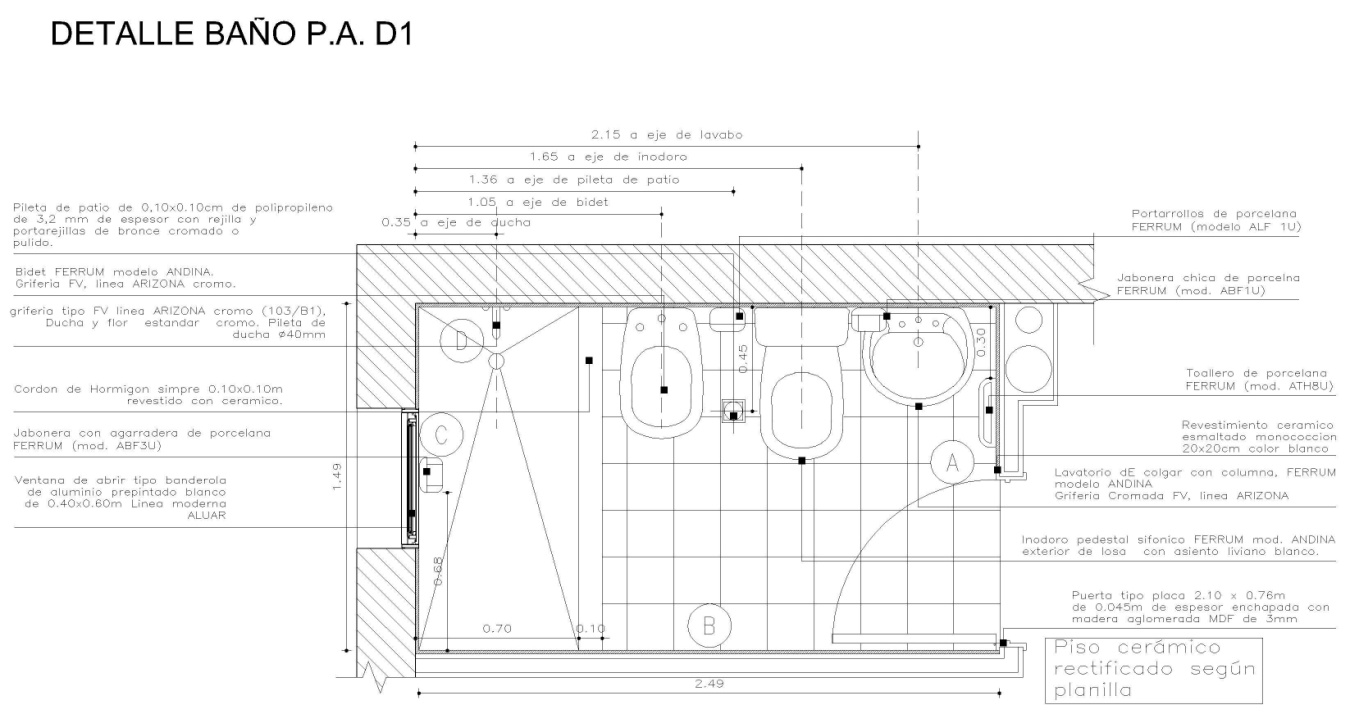 DETALLE BAÑO P.A. D1
2.15 a eje de lavabo
1.65 a eje de inodoro
1.36 a eje de pileta de patio
1.05 a eje de bidet
0.35 a eje de ducha
Pileta de patio de 0,10x0.10cm de polipropileno
de 3,2 mm de espesor con rejilla y
portarejillas de bronce cromado o
pulido.
Bidet FERRUM modelo ANDINA.
Griferia FV, linea ARIZONA cromo.
griferia tipo FV linea ARIZONA cromo (103/B1),
Ducha y flor estandar cromo. Pileta de
ducha ø40mm
Cordon de Hormigon simpre 0.10x0.10m
revestido con ceramico.
Jabonera con agarradera de porcelana
FERRUM (mod. ABF3U)
Ventana de abrir tipo banderola
de aluminio prepintado blanco
de 0.40x0.60m Linea moderna
ALUAR
1.49
D
C
0.68
0.70
0.10
B
0.45
0.30
A
2.49
Portarrollos de porcelana
FERRUM (modelo ALF 1U)
Jabonera chica de porcelna
FERRUM (mod. ABF1U)
Toallero de porcelana
FERRUM (mod. ATH8U)
Revestimiento ceramico
esmaltado monococcion
20x20cm color blanco
Lavatorio dE colgar con columna, FERRUM
modelo ANDINA
Griferia Cromada FV, linea ARIZONA
Inodoro pedestal sifonico FERRUM mod. ANDINA
exterior de losa con asiento liviano blanco.
Puerta tipo placa 2.10 x 0.76m
de 0.045m de espesor enchapada con
madera aglomerada MDF de 3mm
Piso cerámico
rectificado según
planilla